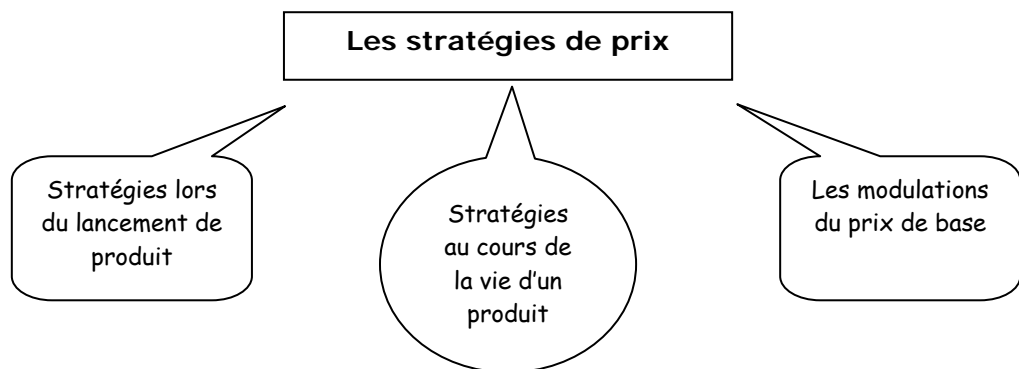 Les stratégies de prix
Stratégies lors
du lancement de
produit
Stratégies
au cours de
la vie d'un
produit
Les modulations
du prix de base